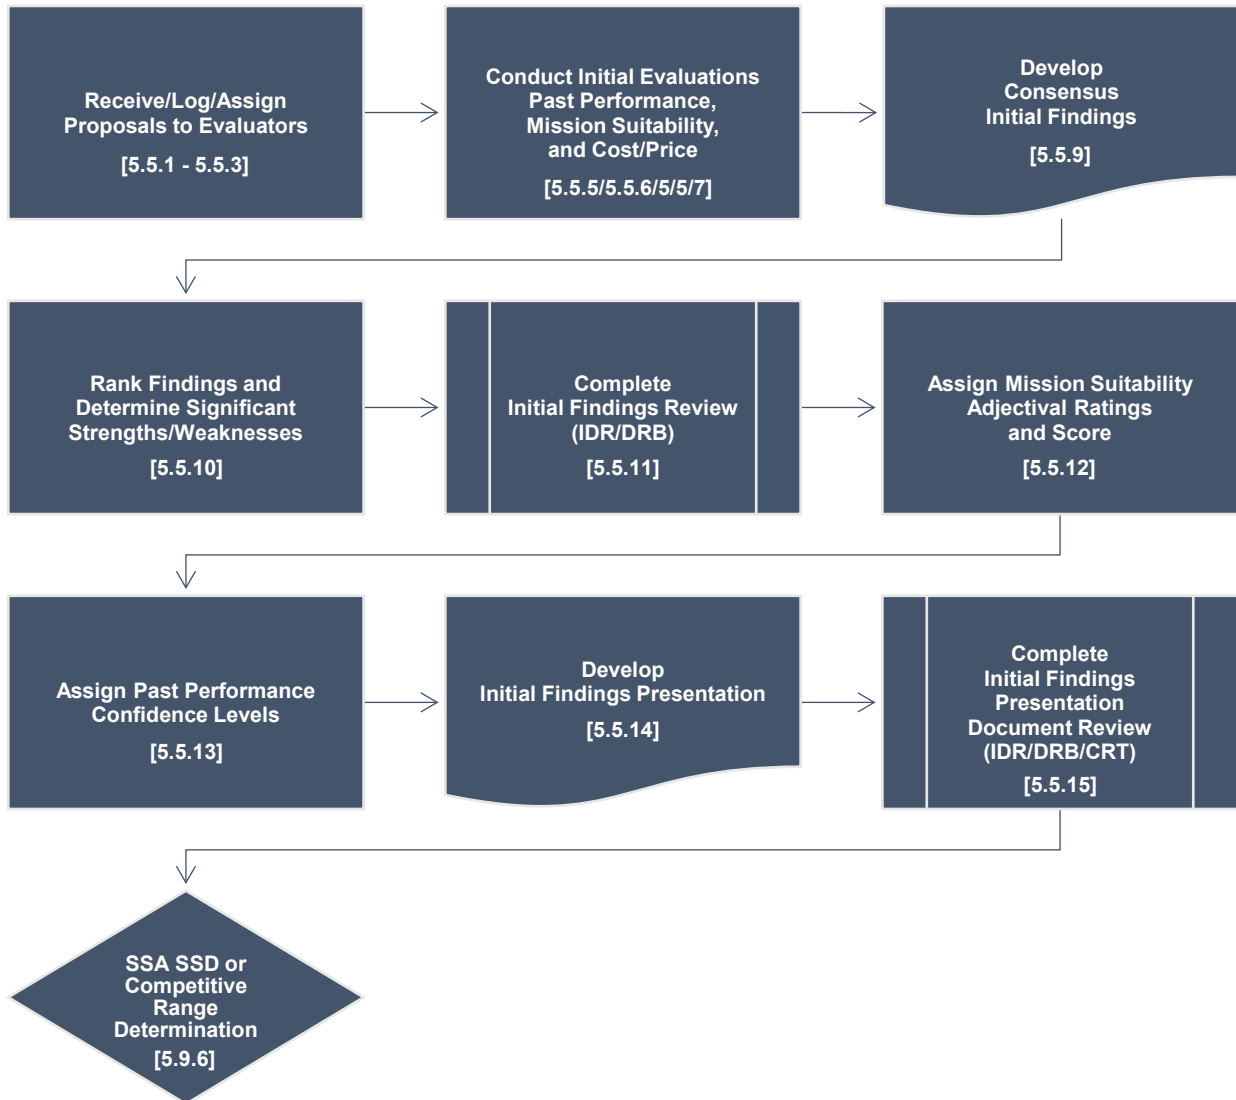 Receive/Log/Assign
Proposals to Evaluators
[5.5.1 - 5.5.3]
Conduct Initial Evaluations
Past Performance,
Mission Suitability,
and Cost/Price
[5.5.5/5.5.6/5/5/7]
Develop
Consensus
Initial Findings
[5.5.9]
Rank Findings and
Determine Significant
Strengths/Weaknesses
[5.5.10]
Complete
Initial Findings Review
(IDR/DRB)
[5.5.11]
Assign Mission Suitability
Adjectival Ratings
and Score
[5.5.12]
Assign Past Performance
Confidence Levels
[5.5.13]
Develop
Initial Findings Presentation
[5.5.14]
Complete
Initial Findings
Presentation
Document Review
(IDR/DRB/CRT)
[5.5.15]
SSA SSD or
Competitive
Range
Determination
[5.9.6]